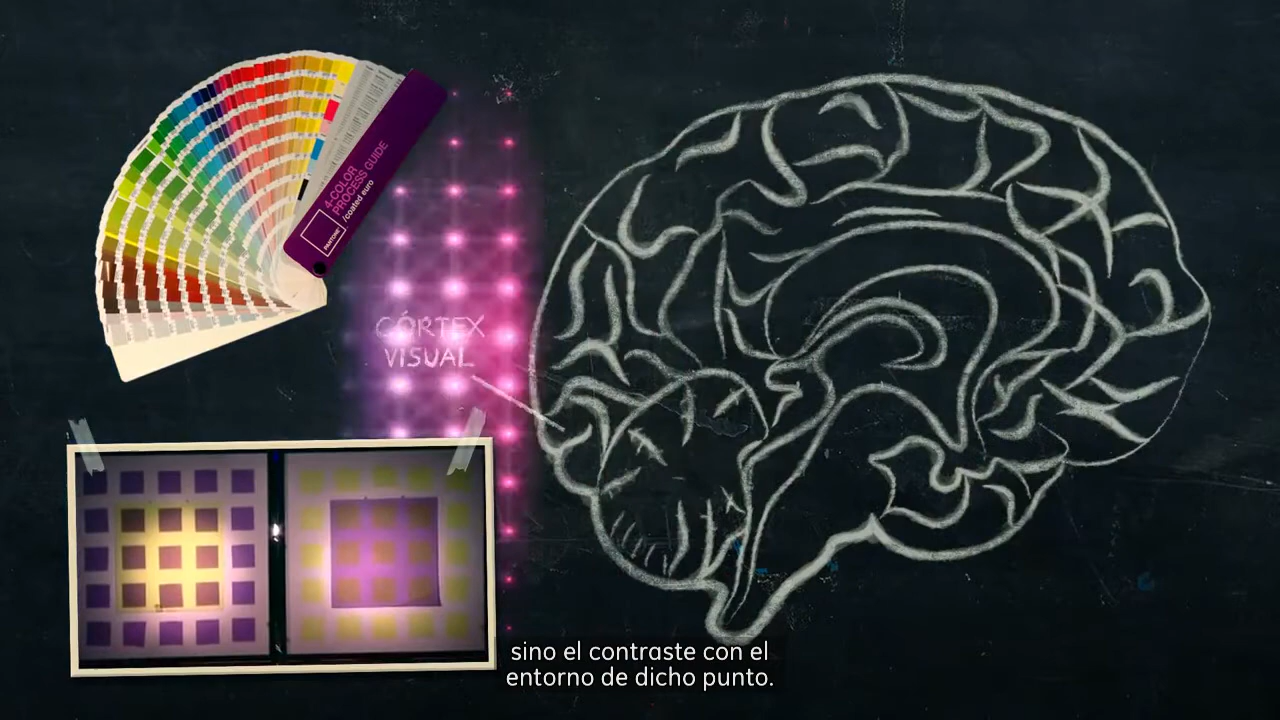 4-COLOR
PROCESS GUIDE
/coated euro
PANTONE
CÓRTEX
VISUAL
sino el contraste con el
entorno de dicho punto.